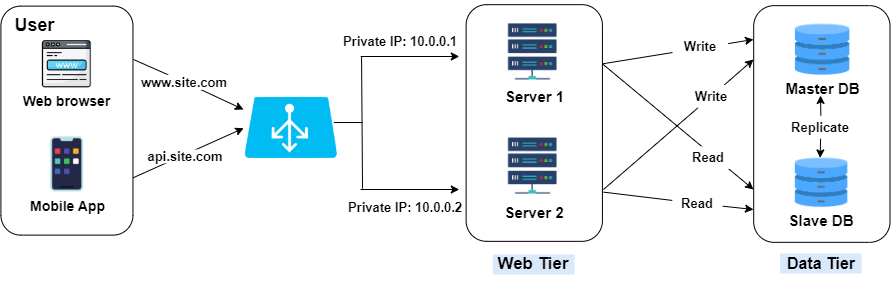 User
WWW
Web browser
Mobile App
www.site.com
api.site.com
Private IP: 10.0.0.1
Private IP: 10.0.0.2
Server 1
Server 2
Web Tier
Write
Write
Read
Read
Master DB
Replicate
Slave DB
Data Tier